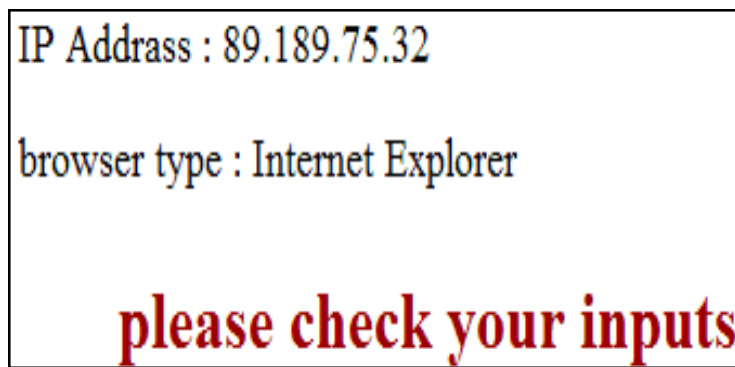 IP Addrass : 89.189.75.32
browser type : Internet Explorer
please check your inputs